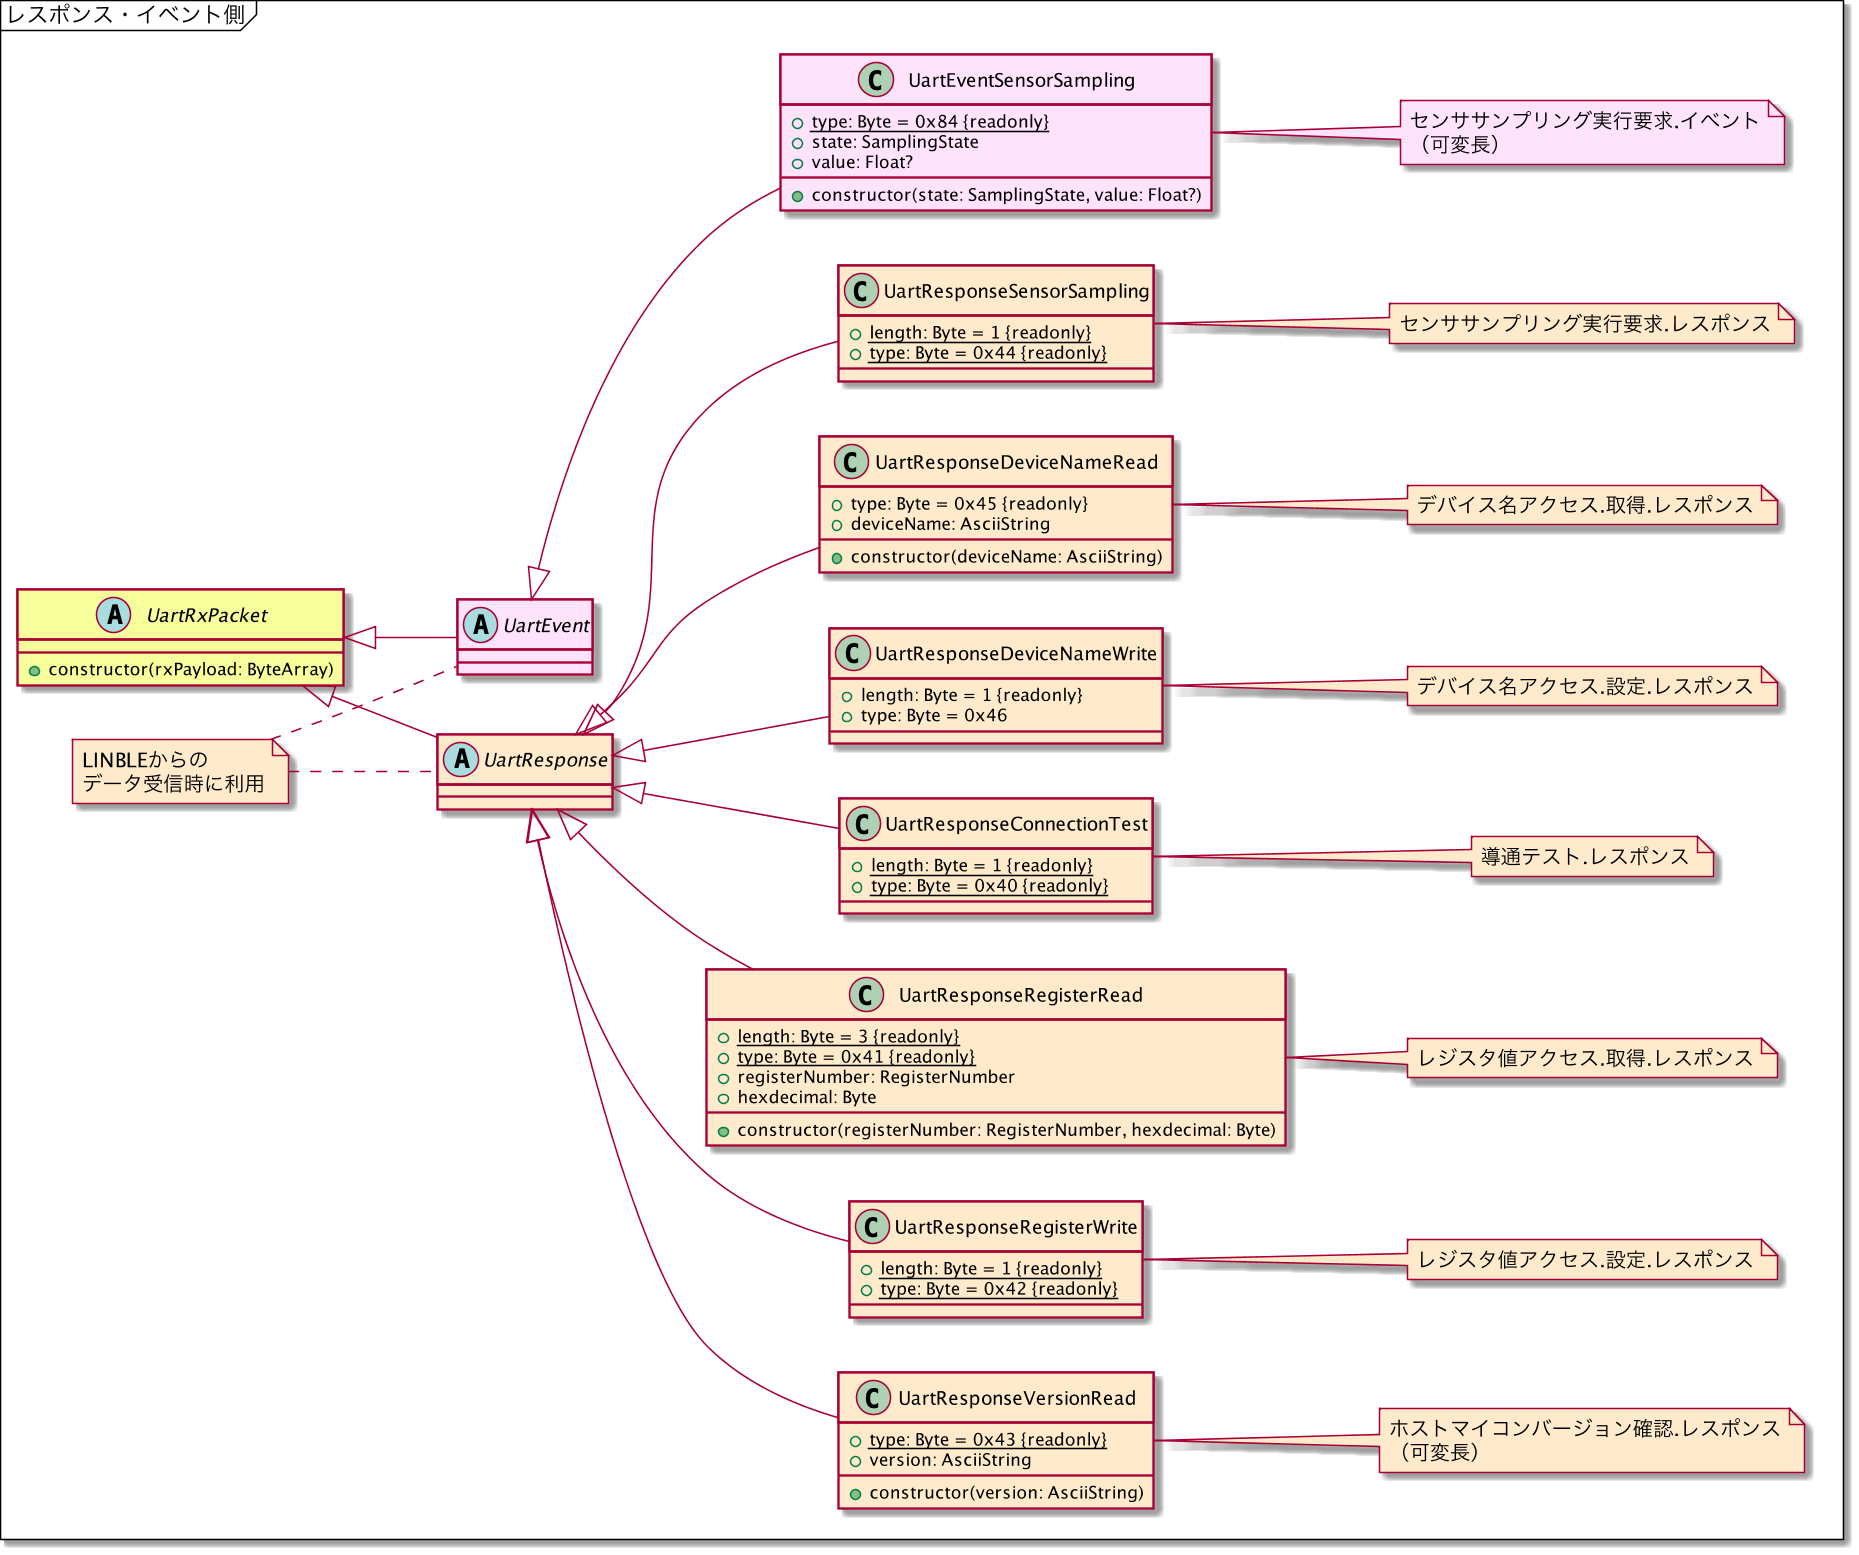 レスポンス・イベント側
C UartEventSensorSampling
type: Byte = 0x84 {readonly}
state: SamplingState
value: Float?
constructor(state: SamplingState, value: Float?)
センササンプリング実行要求.イベント
（可変長）
C UartResponseSensorSampling
length: Byte = 1 {readonly}
type: Byte = 0x44 {readonly}
センササンプリング実行要求.レスポンス
C UartResponseDeviceNameRead
type: Byte = 0x45 {readonly}
deviceName: AsciiString
constructor(deviceName: AsciiString)
デバイス名アクセス.取得.レスポンス
A UartRxPacket
constructor(rxPayload: ByteArray)
A UartEvent
C UartResponseDeviceNameWrite
length: Byte = 1 {readonly}
type: Byte = 0x46
デバイス名アクセス.設定.レスポンス
LINBLEからの
データ受信時に利用
A UartResponse
C UartResponseConnectionTest
length: Byte = 1 {readonly}
type: Byte = 0x40 {readonly}
導通テスト.レスポンス
C UartResponseRegisterRead
length: Byte = 3 {readonly}
type: Byte = 0x41 {readonly}
registerNumber: RegisterNumber
hexdecimal: Byte
constructor(registerNumber: RegisterNumber, hexdecimal: Byte)
レジスタ値アクセス.取得.レスポンス
C UartResponseRegisterWrite
length: Byte = 1 {readonly}
type: Byte = 0x42 {readonly}
レジスタ値アクセス.設定.レスポンス
C UartResponseVersionRead
type: Byte = 0x43 {readonly}
version: AsciiString
constructor(version: AsciiString)
ホストマイコンバージョン確認.レスポンス
（可変長）